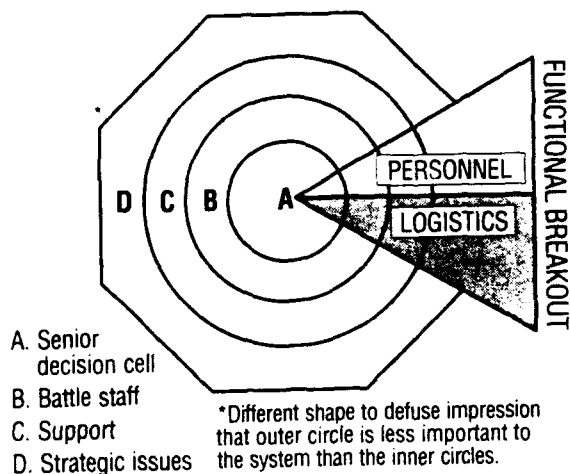 *
D C B A
PERSONNEL
LOGISTICS
FUNCTIONAL BREAKOUT
A. Senior
decision cell
B. Battle staff
C. Support
D. Strategic issues
*Different shape to defuse impression
that outer circle is less important to
the system than the inner circles.